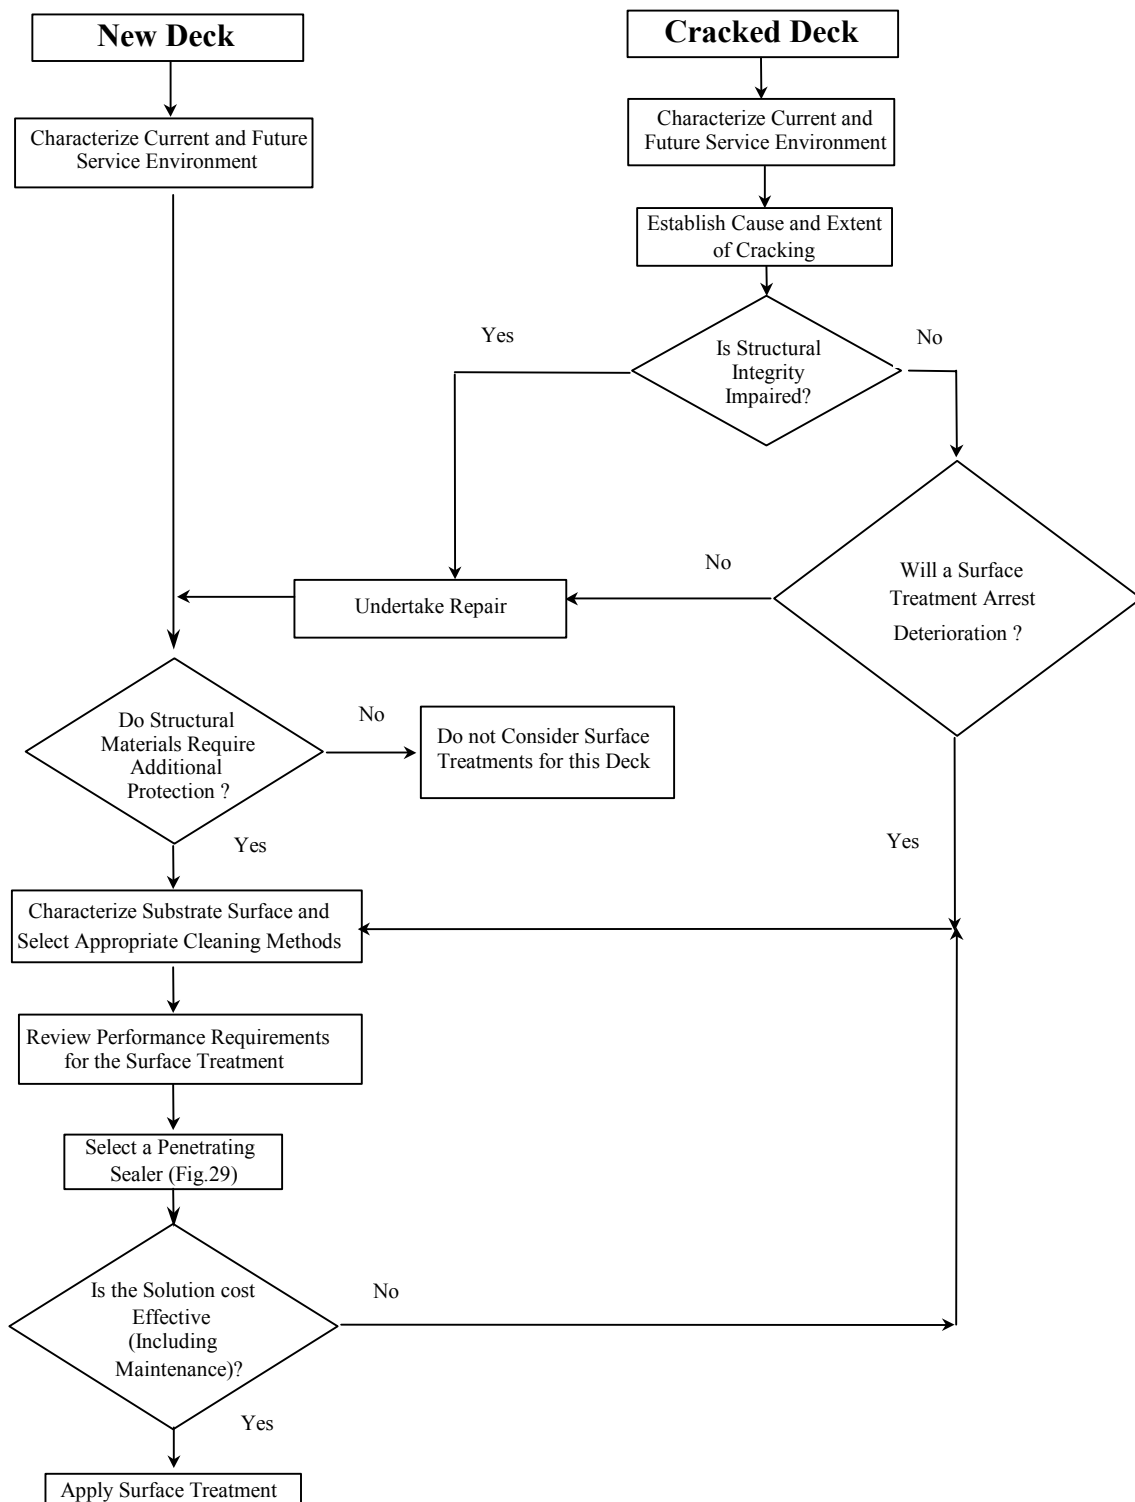 New Deck
Cracked Deck
Characterize Current and Future
Service Environment
Characterize Current and
Future Service Environment
Establish Cause and Extent
of Cracking
Yes
No
Is Structural
Integrity
Impaired?
No
Will a Surface
Treatment Arrest
Deterioration ?
Undertake Repair
Do Structural
Materials Require
Additional
Protection ?
No
Do not Consider Surface
Treatments for this Deck
Yes
Yes
Characterize Substrate Surface and
Select Appropriate Cleaning Methods
Review Performance Requirements
for the Surface Treatment
Select a Penetrating
Sealer (Fig.29)
Is the Solution cost
Effective
(Including
Maintenance)?
No
Yes
Apply Surface Treatment